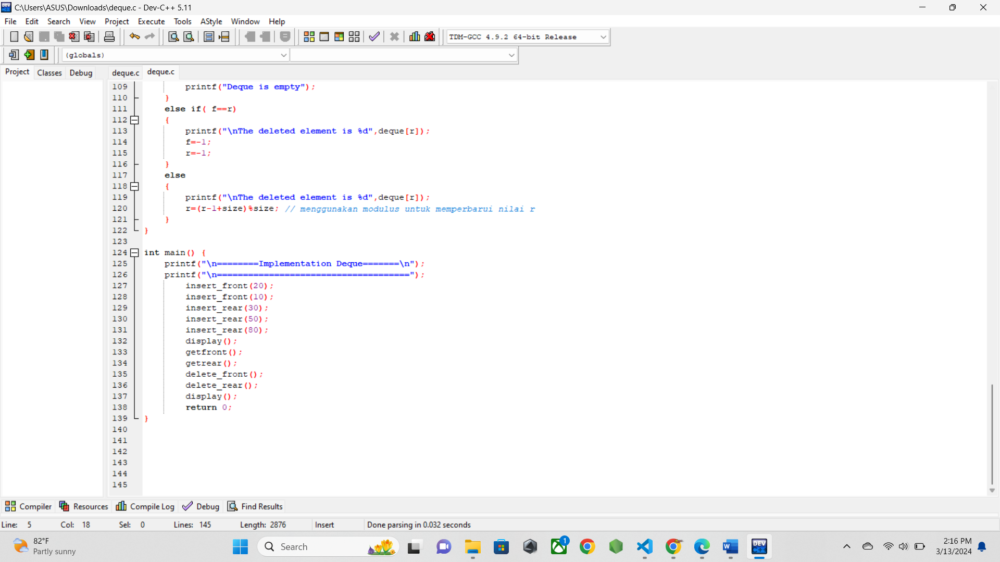 C:\Users\ASUS\Downloads\deque.c - Dev-C++ 5.11
File Edit Search View Project Execute Tools AStyle Window Help
TDM-GCC 4.9.2 64-bit Release
(globals)
Project Classes Debug deque.c deque.c
109 printf("Deque is empty");
110 }
111 else if( f==r)
112 {
113 printf("\nThe deleted element is %d",deque[r]);
114 f=-1;
115 r=-1;
116 }
117 else
118 {
119 printf("\nThe deleted element is %d",deque[r]);
120 r=(r-1+size)%size; // menggunakan modulus untuk memperbarui nilai r
121 }
122 }
123
124 int main() {
125 printf("\n========Implementation Deque=======\n");
126 printf("\n=====================================");
127 insert_front(20);
128 insert_front(10);
129 insert_rear(30);
130 insert_rear(50);
131 insert_rear(80);
132 display();
133 getfront();
134 getrear();
135 delete_front();
136 delete_rear();
137 display();
138 return 0;
139 }
140
141
142
143
144
145
Compiler Resources Compile Log Debug Find Results
Line: 5 Col: 18 Sel: 0 Lines: 145 Length: 2876 Insert Done parsing in 0.032 seconds
82°F
Partly sunny
Search
1
W
DEV
C++
2:16 PM
3/13/2024